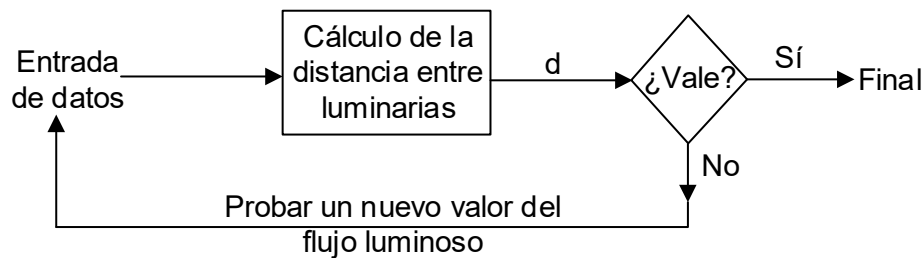 Entrada
de datos
Cálculo de la
distancia entre
luminarias
d
¿Vale?
Sí
Final
No
Probar un nuevo valor del
flujo luminoso